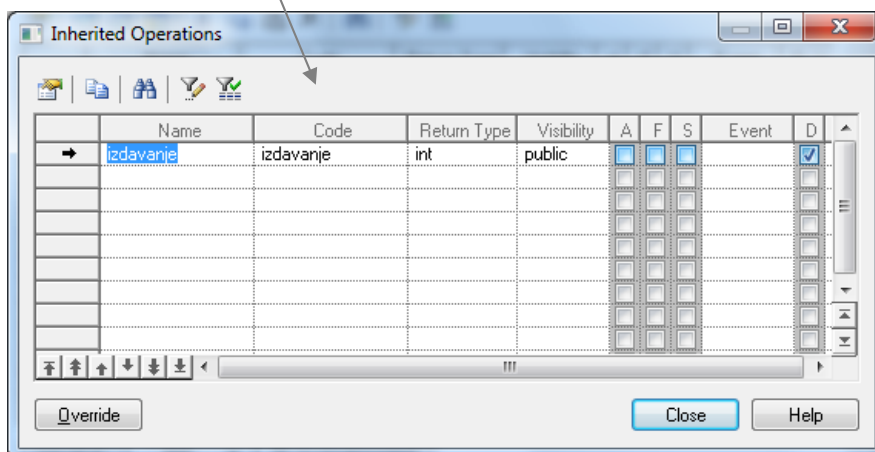 Inherited Operations
Name Code Return Type Visibility A F S Event D
izdavanje izdavanje int public
Override Close Help